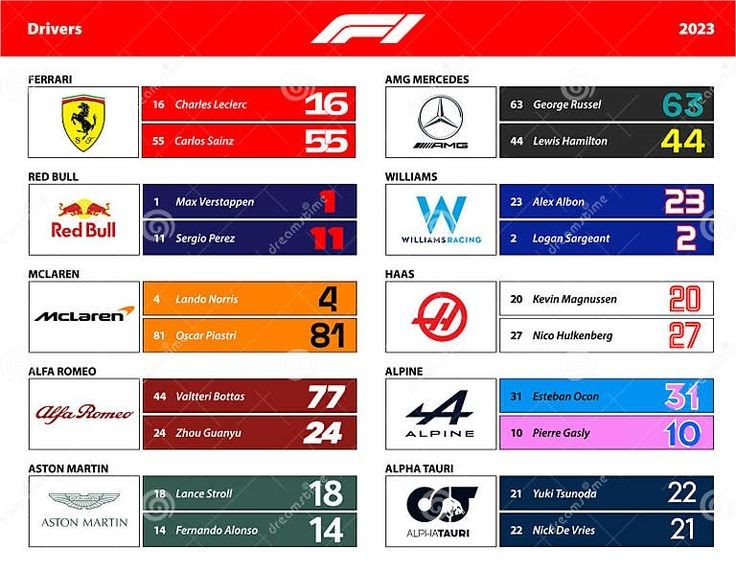 Drivers
F1
2023
FERRARI
S F
16 Charles Leclerc 16
55 Carlos Sainz 55
RED BULL
Red Bull
1 Max Verstappen 1
11 Sergio Perez 11
MCLAREN
McLaren
4 Lando Norris 4
81 Oscar Piastri 81
ALFA ROMEO
Alfa Romeo
44 Valtteri Bottas 77
24 Zhou Guanyu 24
ASTON MARTIN
ASTON MARTIN
18 Lance Stroll 18
14 Fernando Alonso 14
AMG MERCEDES
AMG
63 George Russel 63
44 Lewis Hamilton 44
WILLIAMS
W
WILLIAMS RACING
23 Alex Albon 23
2 Logan Sargeant 2
HAAS
20 Kevin Magnussen 20
27 Nico Hulkenberg 27
ALPINE
ALPINE
31 Esteban Ocon 31
10 Pierre Gasly 10
ALPHA TAURI
ALPHATAURI
21 Yuki Tsunoda 22
22 Nick De Vries 21
dreamstime